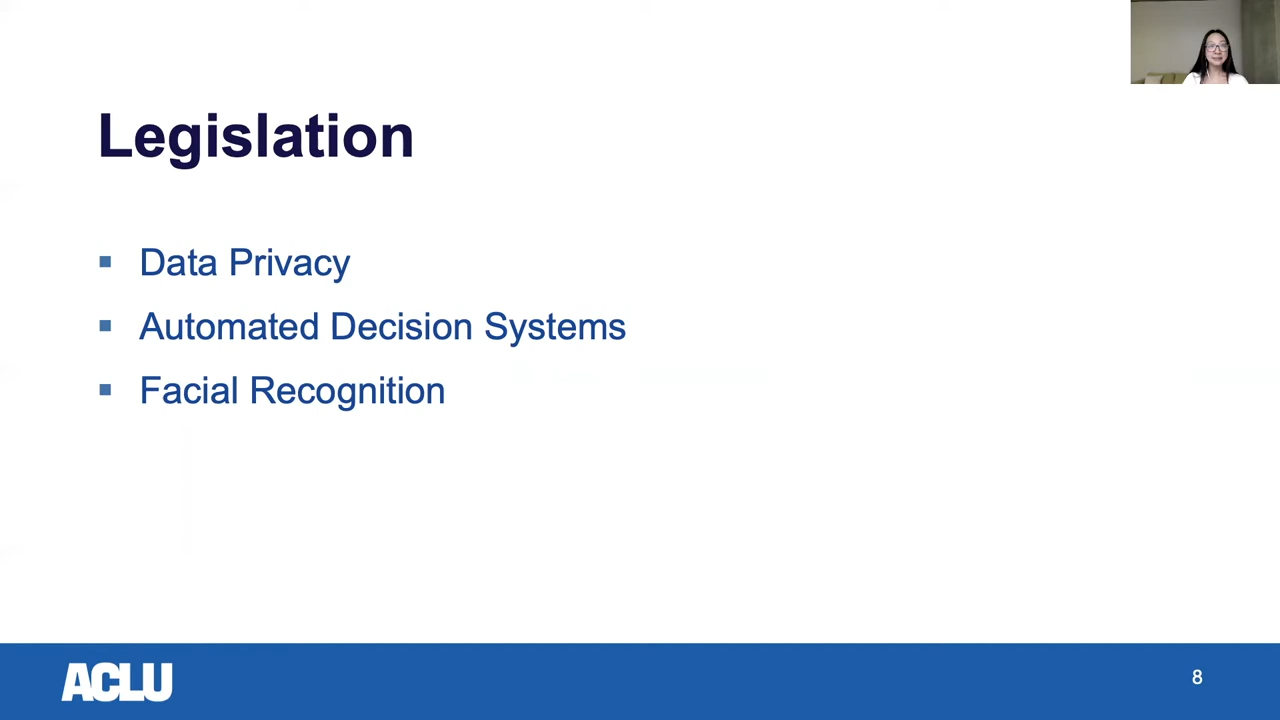 Legislation
▪ Data Privacy
▪ Automated Decision Systems
▪ Facial Recognition
ACLU
8